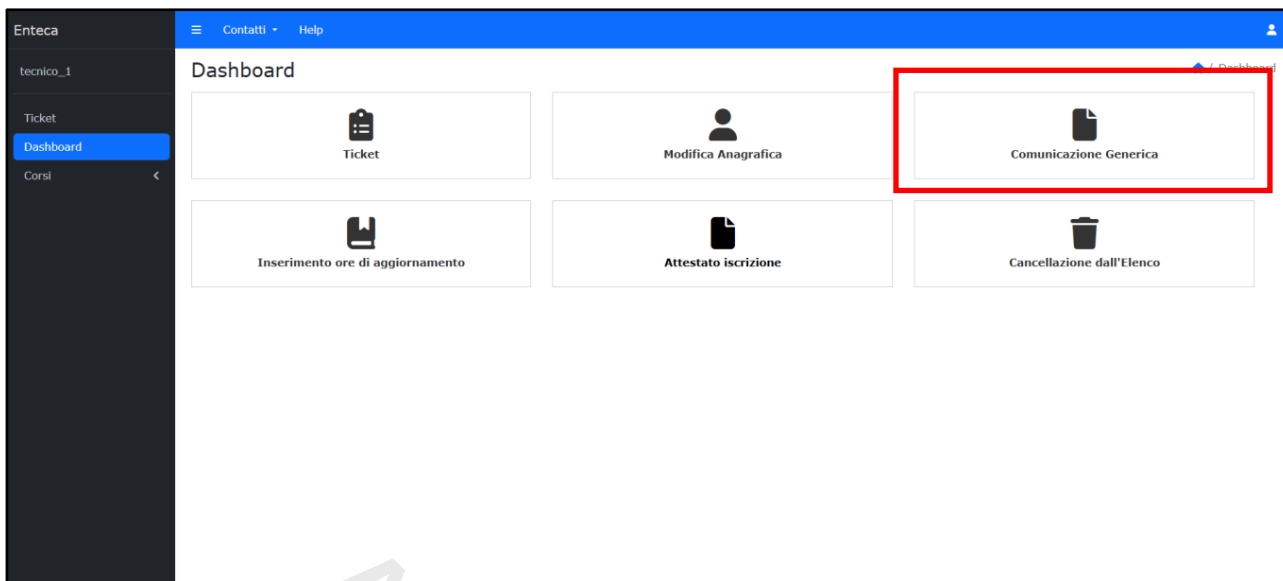 Enteca
Contatti Help
tecnico_1
Dashboard
/ Dashboard
Ticket
Dashboard
Corsi
Ticket
Modifica Anagrafica
Comunicazione Generica
Inserimento ore di aggiornamento
Attestato iscrizione
Cancellazione dall'Elenco